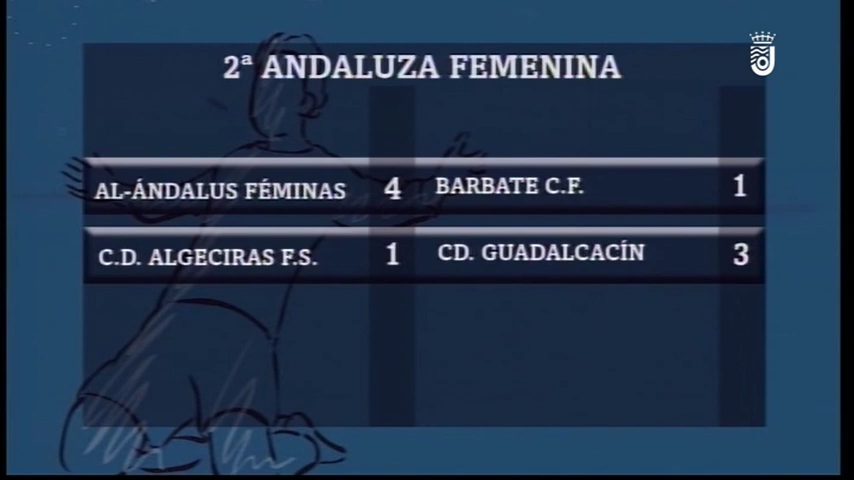 2ª ANDALUZA FEMENINA
AL-ÁNDALUS FÉMINAS 4 BARBATE C.F. 1
C.D. ALGECIRAS F.S. 1 CD. GUADALCACÍN 3